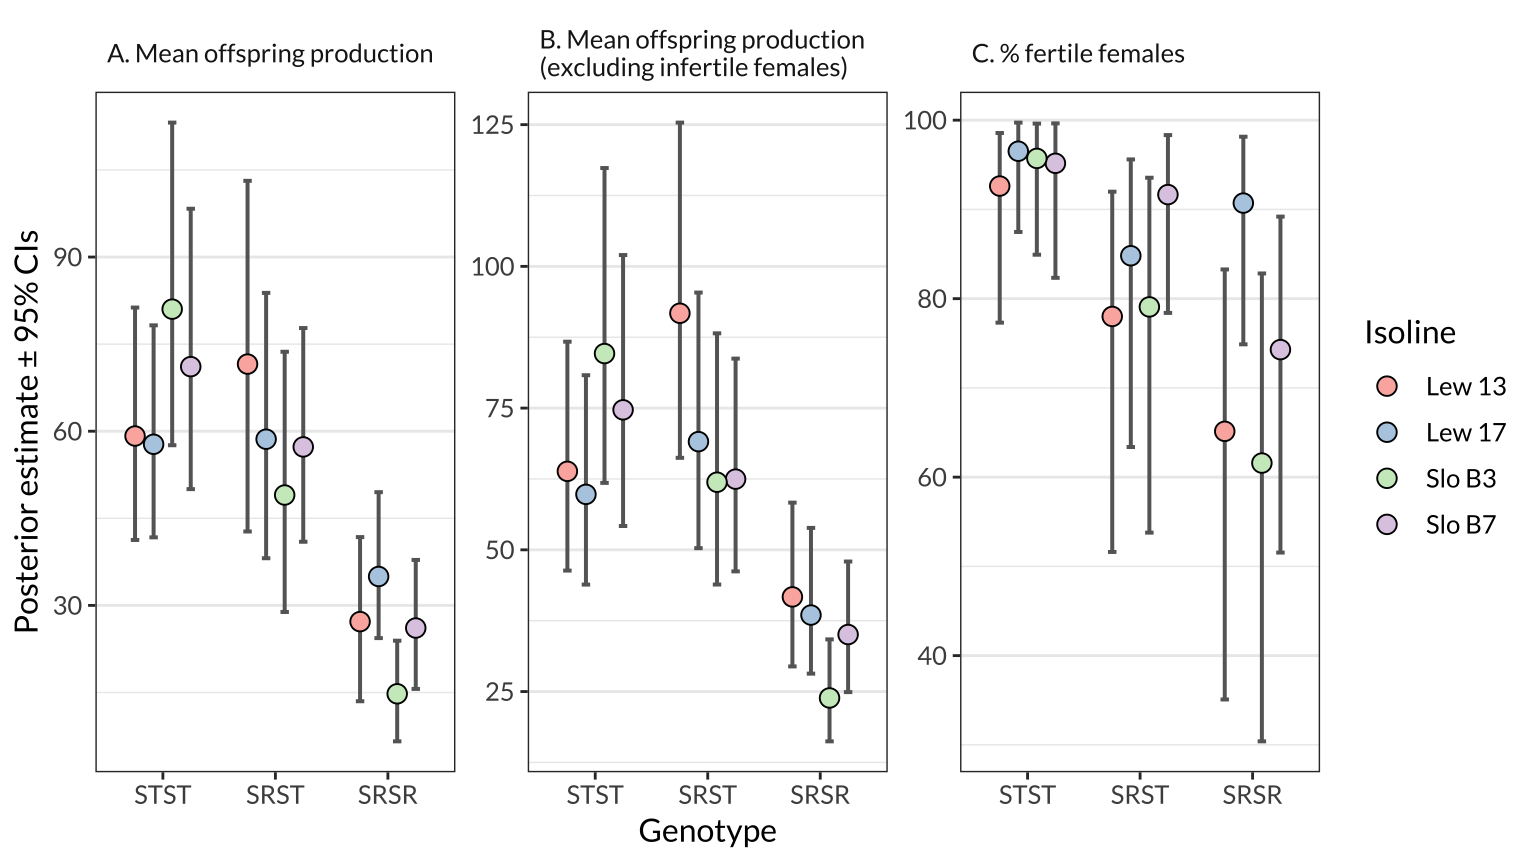 A. Mean offspring production
B. Mean offspring production
(excluding infertile females)
C. % fertile females
Posterior estimate ± 95% CIs
90
60
30
STST SRST SRSR
125
100
75
50
25
STST SRST SRSR
100
80
60
40
STST SRST SRSR
Genotype
Isoline
Lew 13
Lew 17
Slo B3
Slo B7